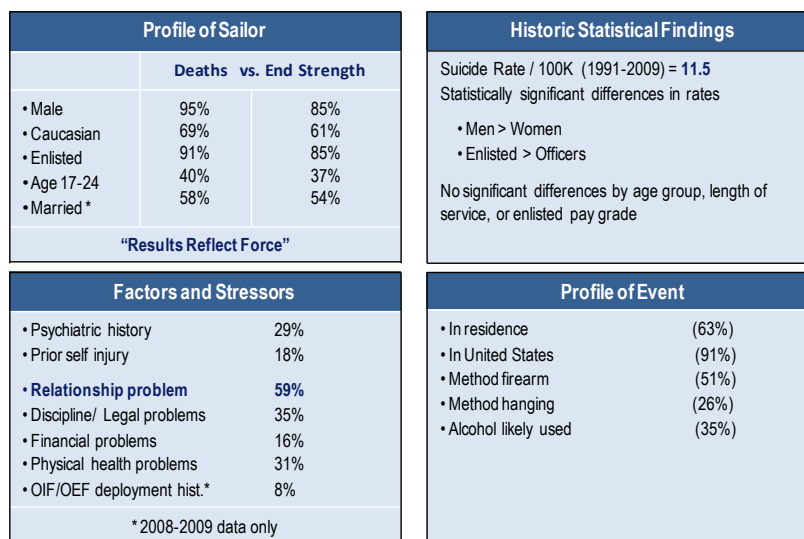 Profile of Sailor
Deaths vs. End Strength
• Male 95% 85%
• Caucasian 69% 61%
• Enlisted 91% 85%
• Age 17-24 40% 37%
• Married * 58% 54%
“Results Reflect Force”
Historic Statistical Findings
Suicide Rate / 100K (1991-2009) = 11.5
Statistically significant differences in rates
• Men > Women
• Enlisted > Officers
No significant differences by age group, length of
service, or enlisted pay grade
Factors and Stressors
• Psychiatric history 29%
• Prior self injury 18%
• Relationship problem 59%
• Discipline/ Legal problems 35%
• Financial problems 16%
• Physical health problems 31%
• OIF/OEF deployment hist.* 8%
* 2008-2009 data only
Profile of Event
• In residence (63%)
• In United States (91%)
• Method firearm (51%)
• Method hanging (26%)
• Alcohol likely used (35%)